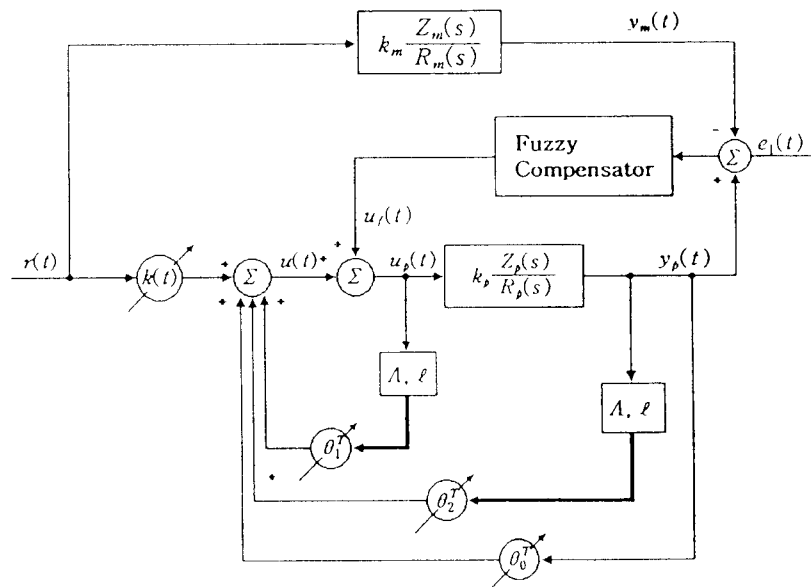 k_m Z_m(s)
R_m(s)
y_m(t)
-
Fuzzy
Compensator
Σ
e_1(t)
+
u_f(t)
r(t)
k(t)
+
+
Σ
+
u(t)
+
+
Σ
u_p(t)
k_p Z_p(s)
R_p(s)
y_p(t)
Λ, ℓ
Λ, ℓ
θ_1^T
+
θ_2^T
θ_0^T